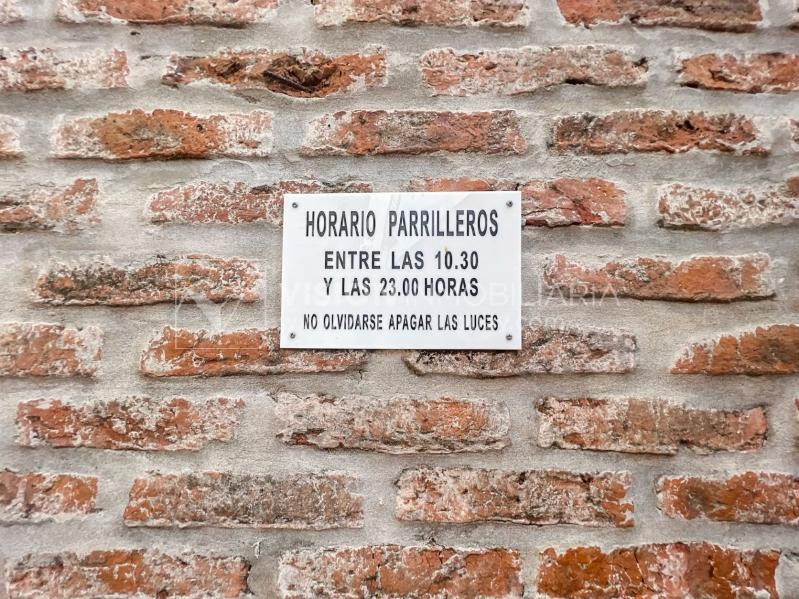 HORARIO PARRILLEROS
ENTRE LAS 10.30
Y LAS 23.00 HORAS
NO OLVIDARSE APAGAR LAS LUCES